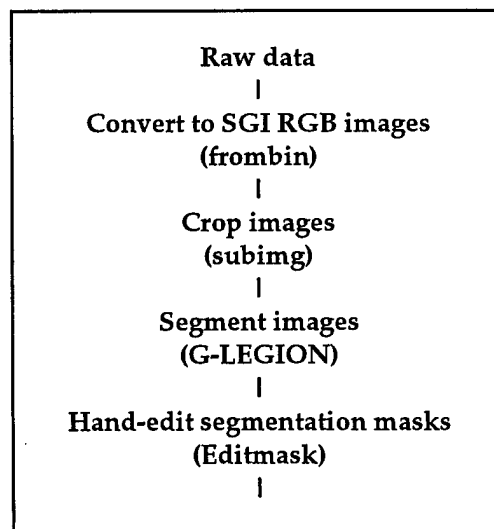 Raw data
|
Convert to SGI RGB images
(frombin)
|
Crop images
(subimg)
|
Segment images
(G-LEGION)
|
Hand-edit segmentation masks
(Editmask)
|